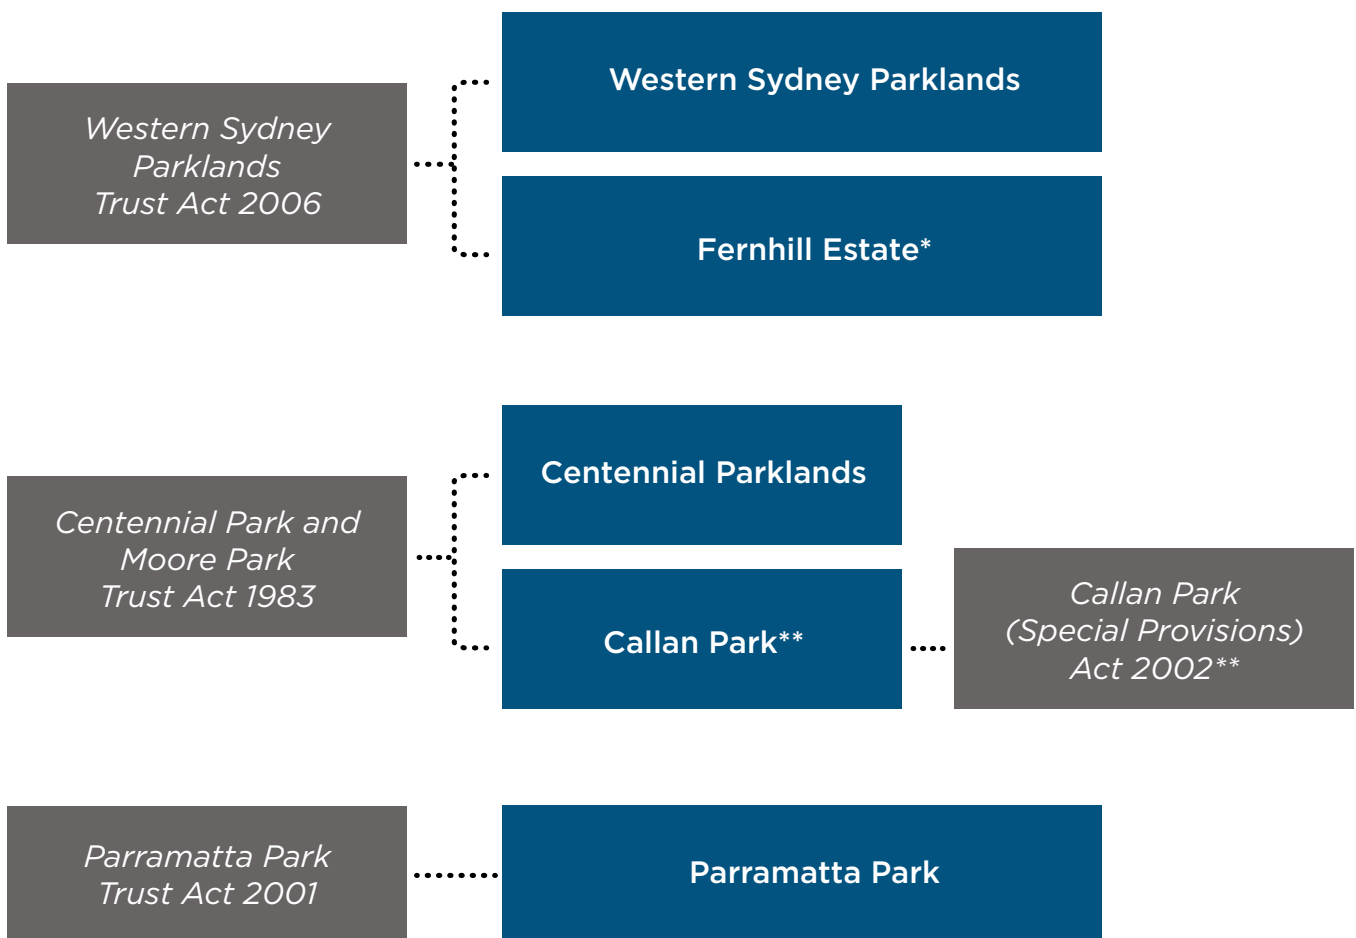 Western Sydney
Parklands
Trust Act 2006
Western Sydney Parklands
Fernhill Estate*
Centennial Park and
Moore Park
Trust Act 1983
Centennial Parklands
Callan Park**
Callan Park
(Special Provisions)
Act 2002**
Parramatta Park
Trust Act 2001
Parramatta Park